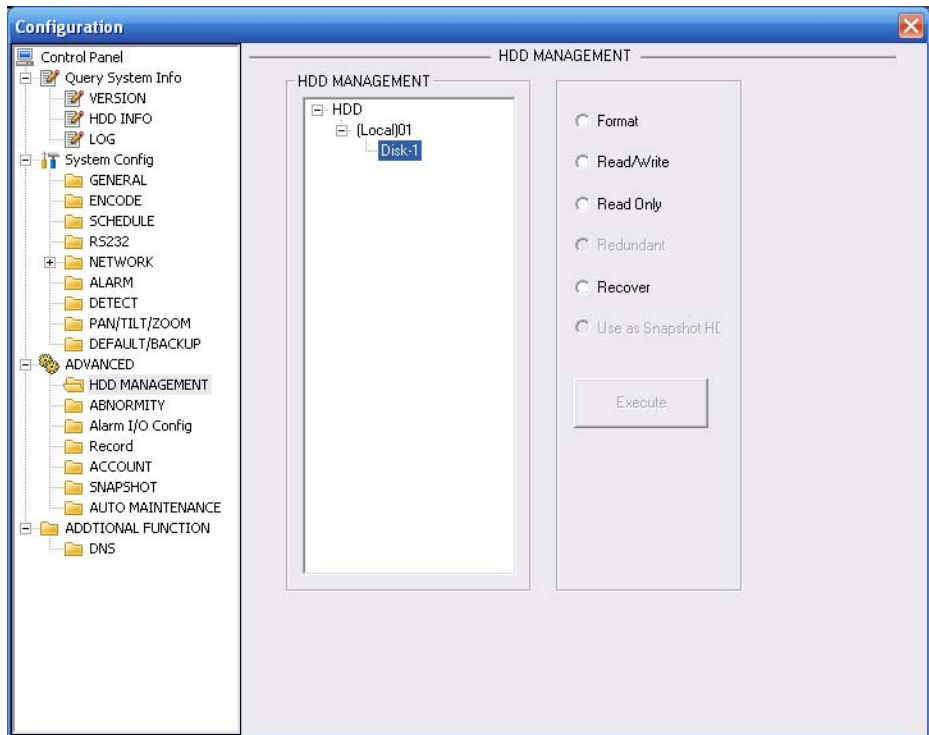 Configuration
Control Panel
Query System Info
VERSION
HDD INFO
LOG
System Config
GENERAL
ENCODE
SCHEDULE
RS232
NETWORK
ALARM
DETECT
PAN/TILT/ZOOM
DEFAULT/BACKUP
ADVANCED
HDD MANAGEMENT
ABNORMITY
Alarm I/O Config
Record
ACCOUNT
SNAPSHOT
AUTO MAINTENANCE
ADDTIONAL FUNCTION
DNS
HDD MANAGEMENT
HDD MANAGEMENT
HDD
(Local)01
Disk-1
Format
Read/Write
Read Only
Redundant
Recover
Use as Snapshot HD
Execute